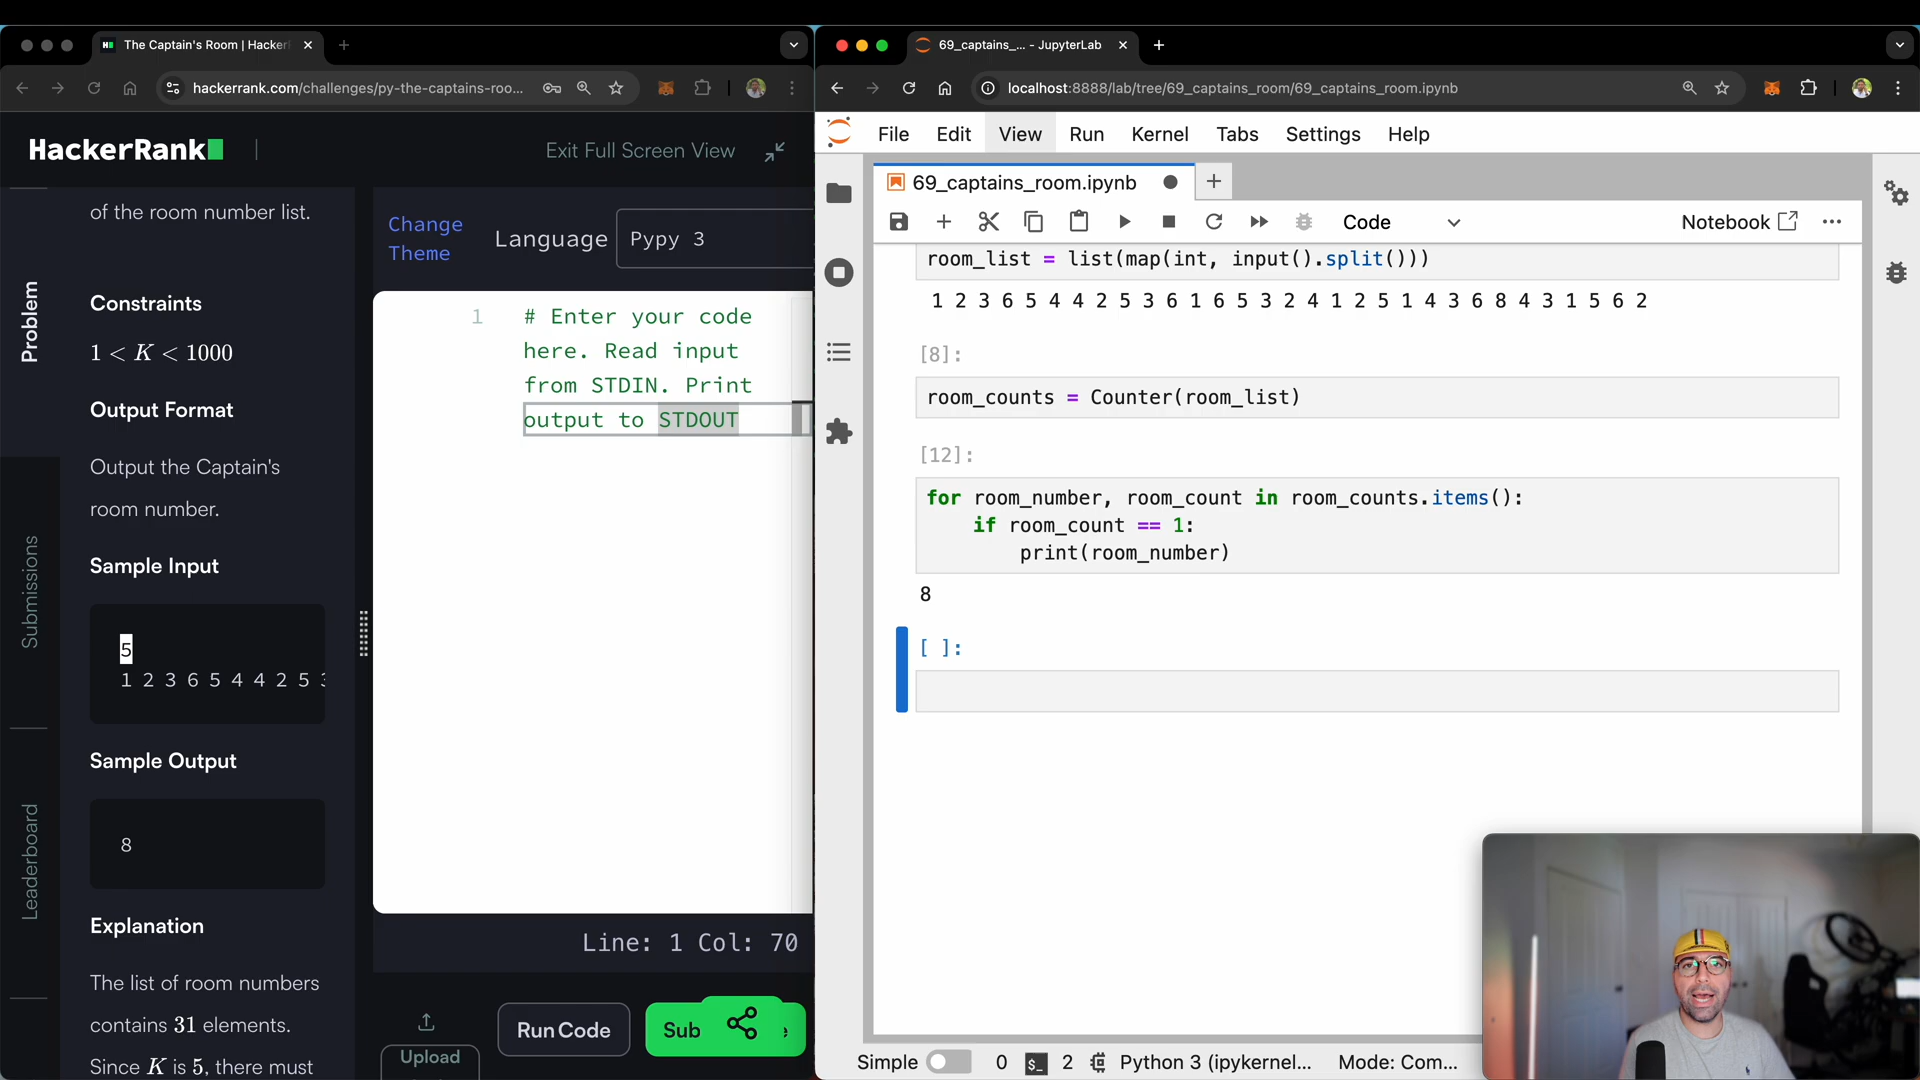 The Captain's Room | Hacker
hackerrank.com/challenges/py-the-captains-roo...
HackerRank
Exit Full Screen View
Problem
Submissions
Leaderboard
of the room number list.
Constraints
1 < K < 1000
Output Format
Output the Captain's
room number.
Sample Input
5
1 2 3 6 5 4 4 2 5 3
Sample Output
8
Explanation
The list of room numbers
contains 31 elements.
Since K is 5, there must
Change
Theme
Language
Pypy 3
1
# Enter your code
here. Read input
from STDIN. Print
output to STDOUT
Line: 1 Col: 70
Upload
Run Code
Sub
69_captains_... - JupyterLab
localhost:8888/lab/tree/69_captains_room/69_captains_room.ipynb
File Edit View Run Kernel Tabs Settings Help
69_captains_room.ipynb
Code
Notebook
room_list = list(map(int, input().split()))
1 2 3 6 5 4 4 2 5 3 6 1 6 5 3 2 4 1 2 5 1 4 3 6 8 4 3 1 5 6 2
[8]:
room_counts = Counter(room_list)
[12]:
for room_number, room_count in room_counts.items():
if room_count == 1:
print(room_number)
8
[ ]:
Simple 0 $_ 2 Python 3 (ipykernel... Mode: Com...